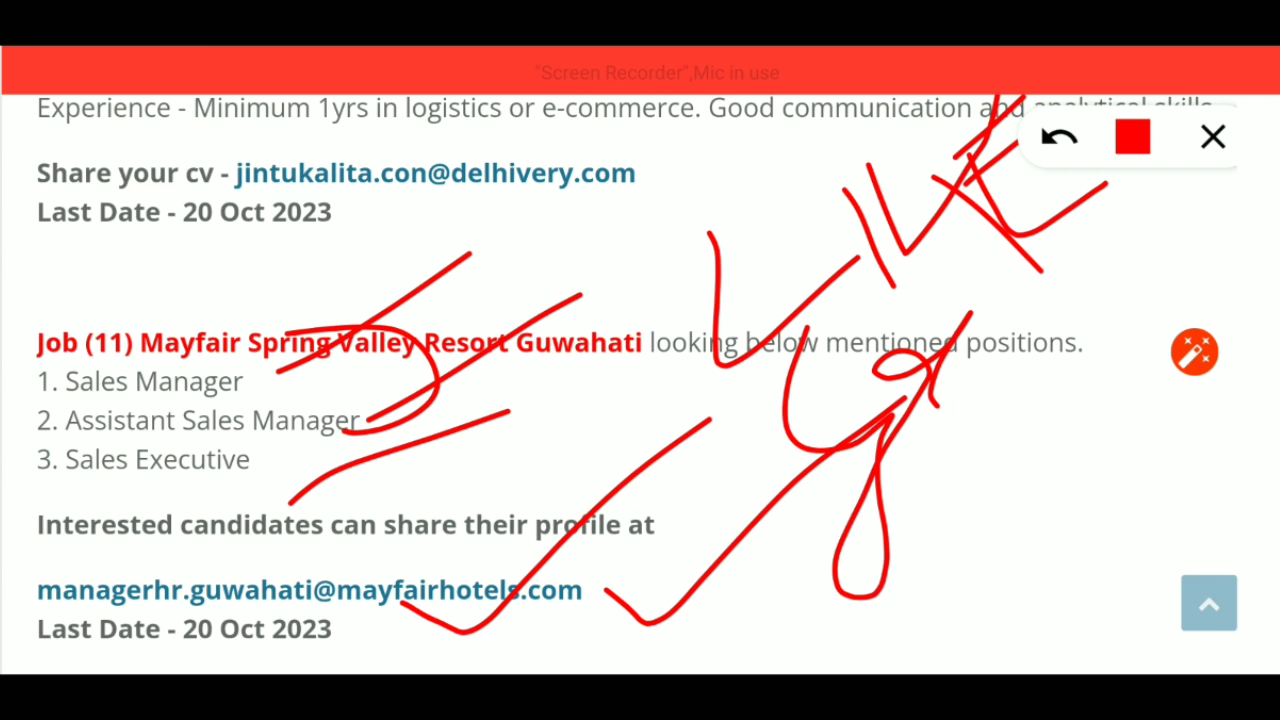 "Screen Recorder",Mic in use
Experience - Minimum 1yrs in logistics or e-commerce. Good communication and analytical skills
Share your cv - jintukalita.con@delhivery.com
Last Date - 20 Oct 2023
Job (11) Mayfair Spring Valley Resort Guwahati looking below mentioned positions.
1. Sales Manager
2. Assistant Sales Manager
3. Sales Executive
Interested candidates can share their profile at
managerhr.guwahati@mayfairhotels.com
Last Date - 20 Oct 2023